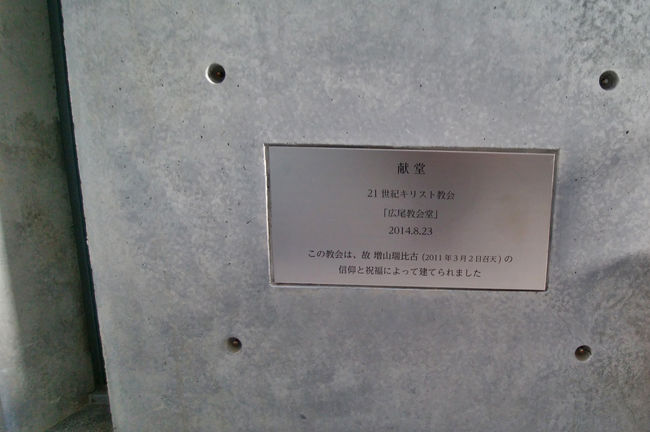 献堂
21世紀キリスト教会
「広尾教会堂」
2014.8.23
この教会は、故 増山瑞比古(2011年3月2日召天)の
信仰と祝福によって建てられました